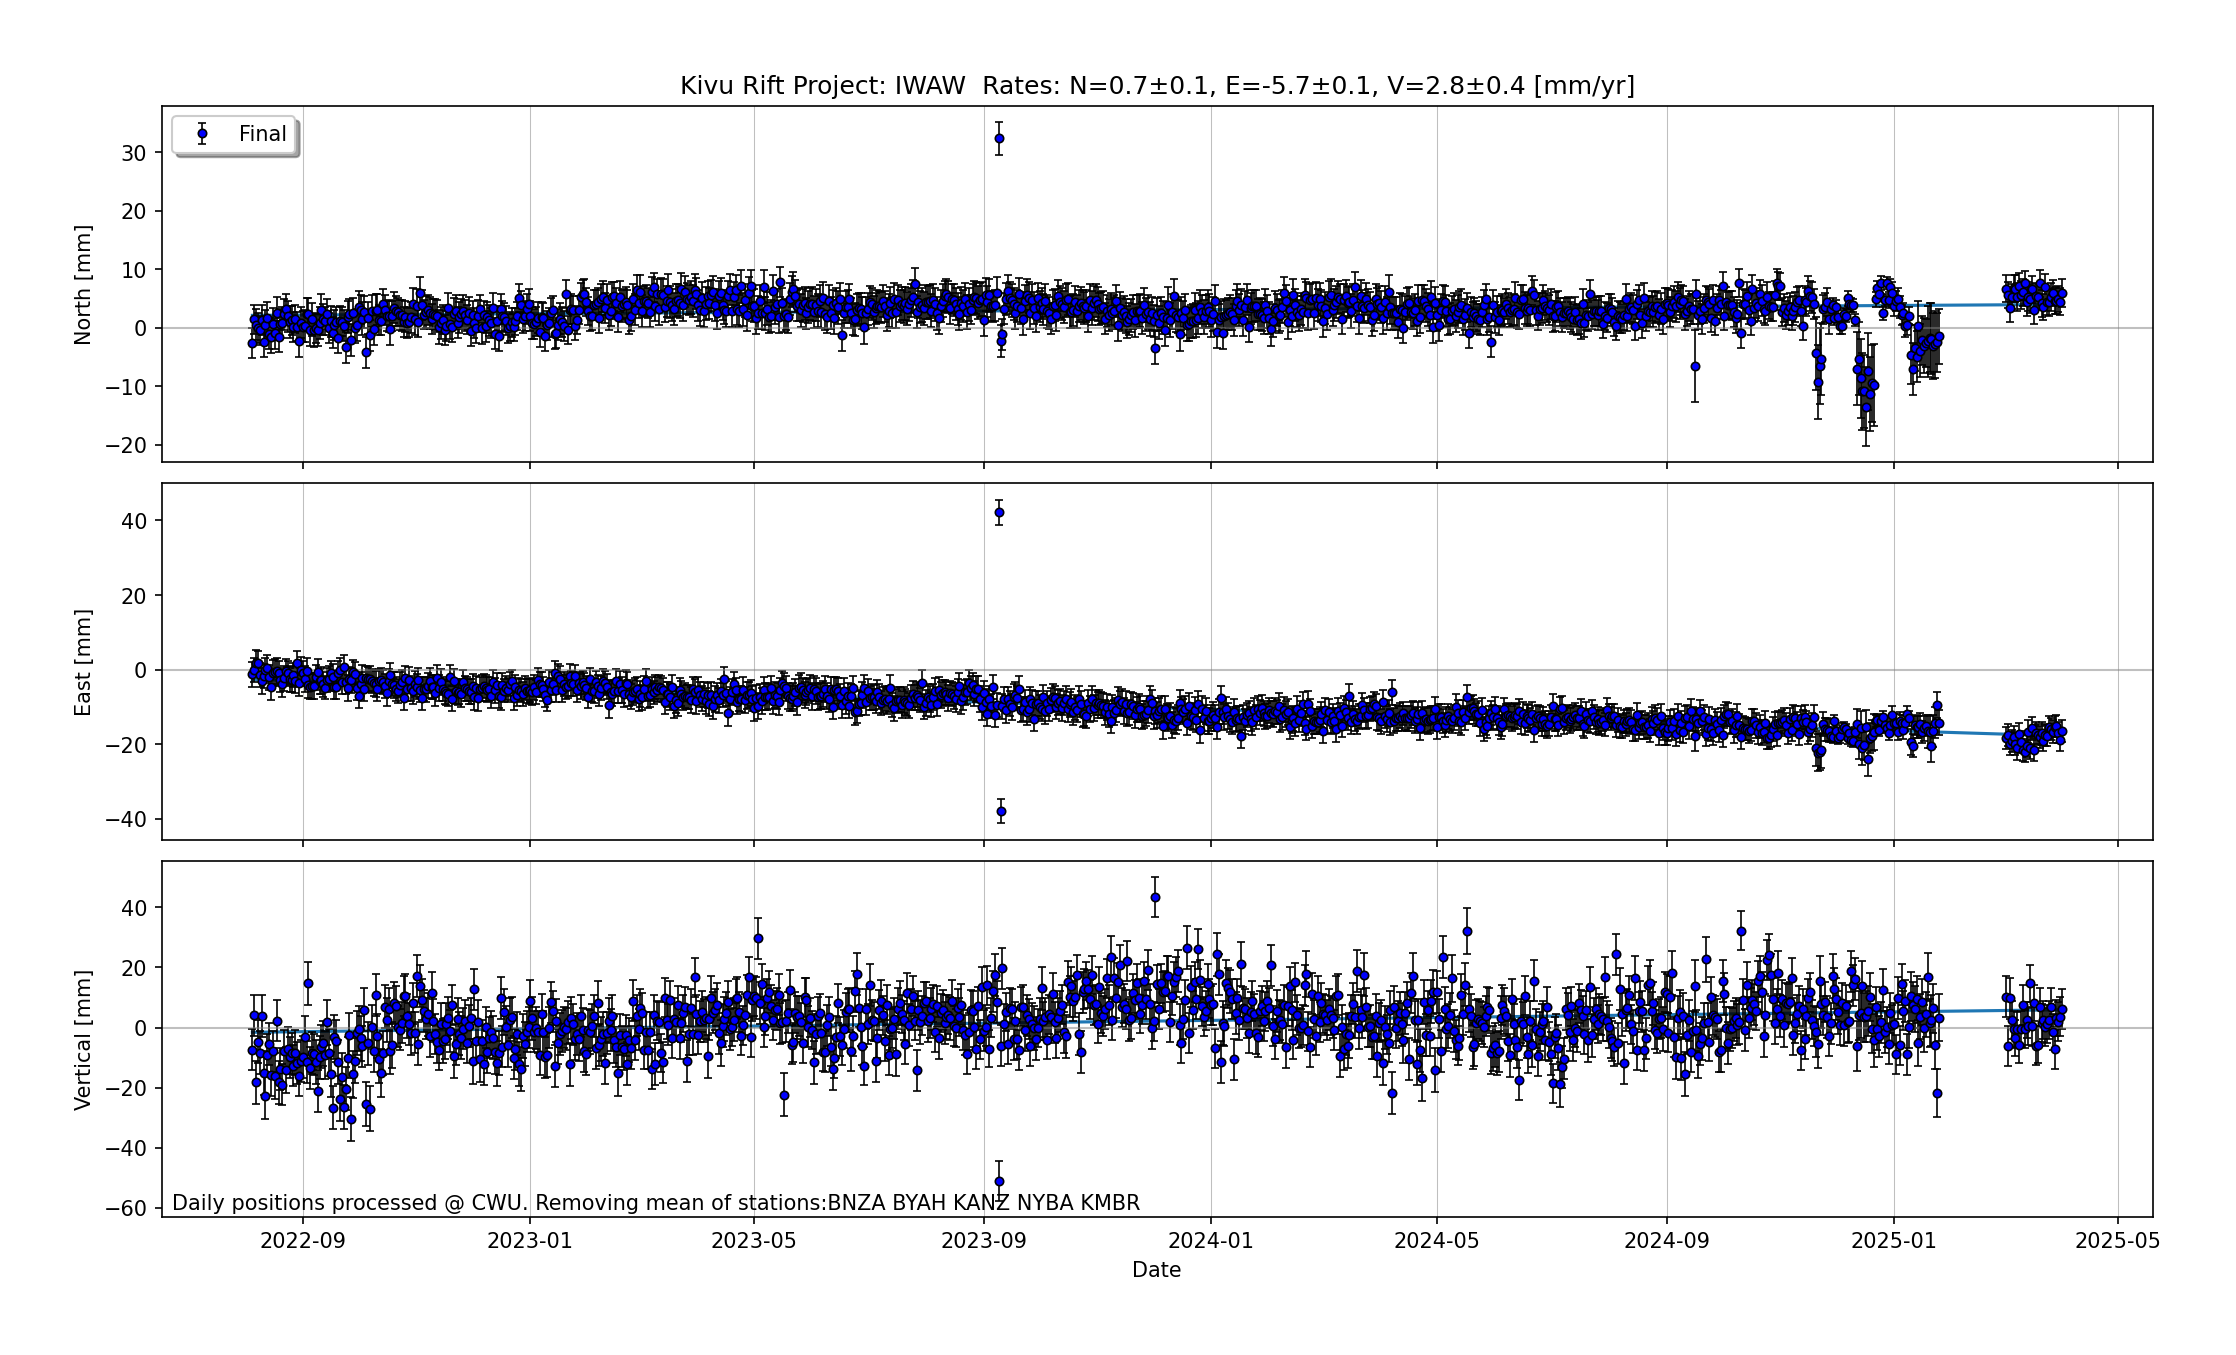 Kivu Rift Project: IWAW  Rates: N=0.7±0.1, E=-5.7±0.1, V=2.8±0.4 [mm/yr]
Final
North [mm]
30
20
10
0
−10
−20
East [mm]
40
20
0
−20
−40
Vertical [mm]
40
20
0
−20
−40
−60
Daily positions processed @ CWU. Removing mean of stations:BNZA BYAH KANZ NYBA KMBR
2022-09 2023-01 2023-05 2023-09 2024-01 2024-05 2024-09 2025-01 2025-05
Date